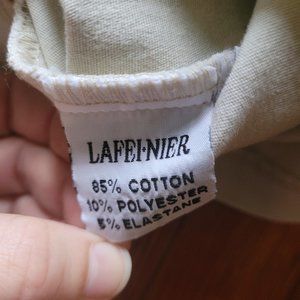 LAFEI·NIER
85% COTTON
10% POLYESTER
5% ELASTANE